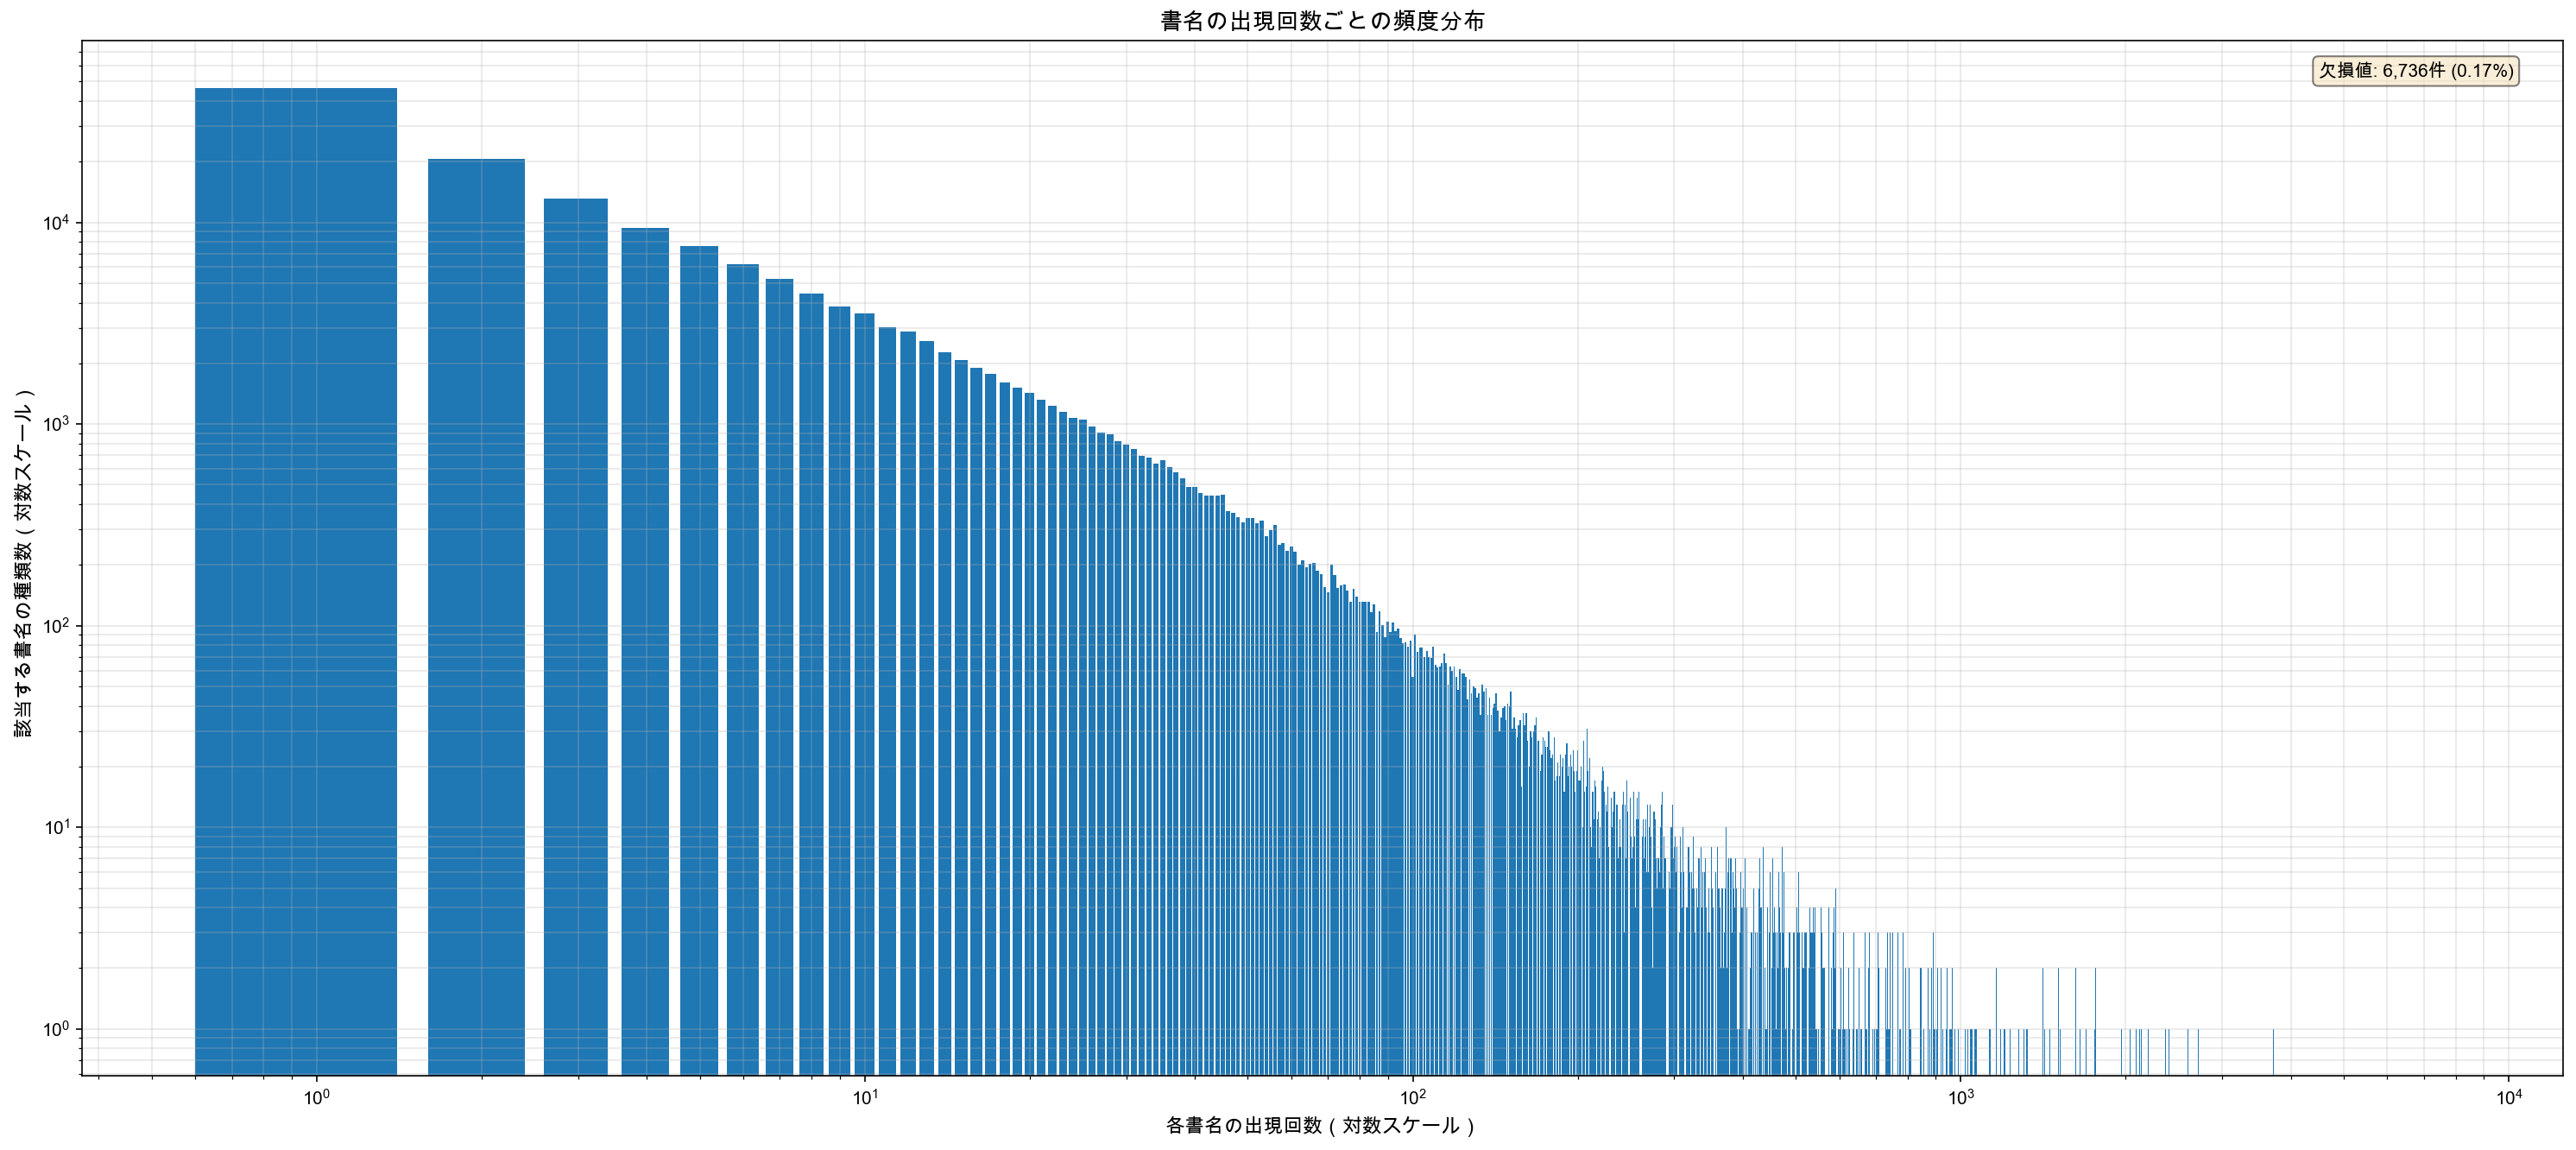 書名の出現回数ごとの頻度分布
欠損値: 6,736件 (0.17%)
該当する書名の種類数（対数スケール）
10⁴
10³
10²
10¹
10⁰
10⁰ 10¹ 10² 10³ 10⁴
各書名の出現回数（対数スケール）